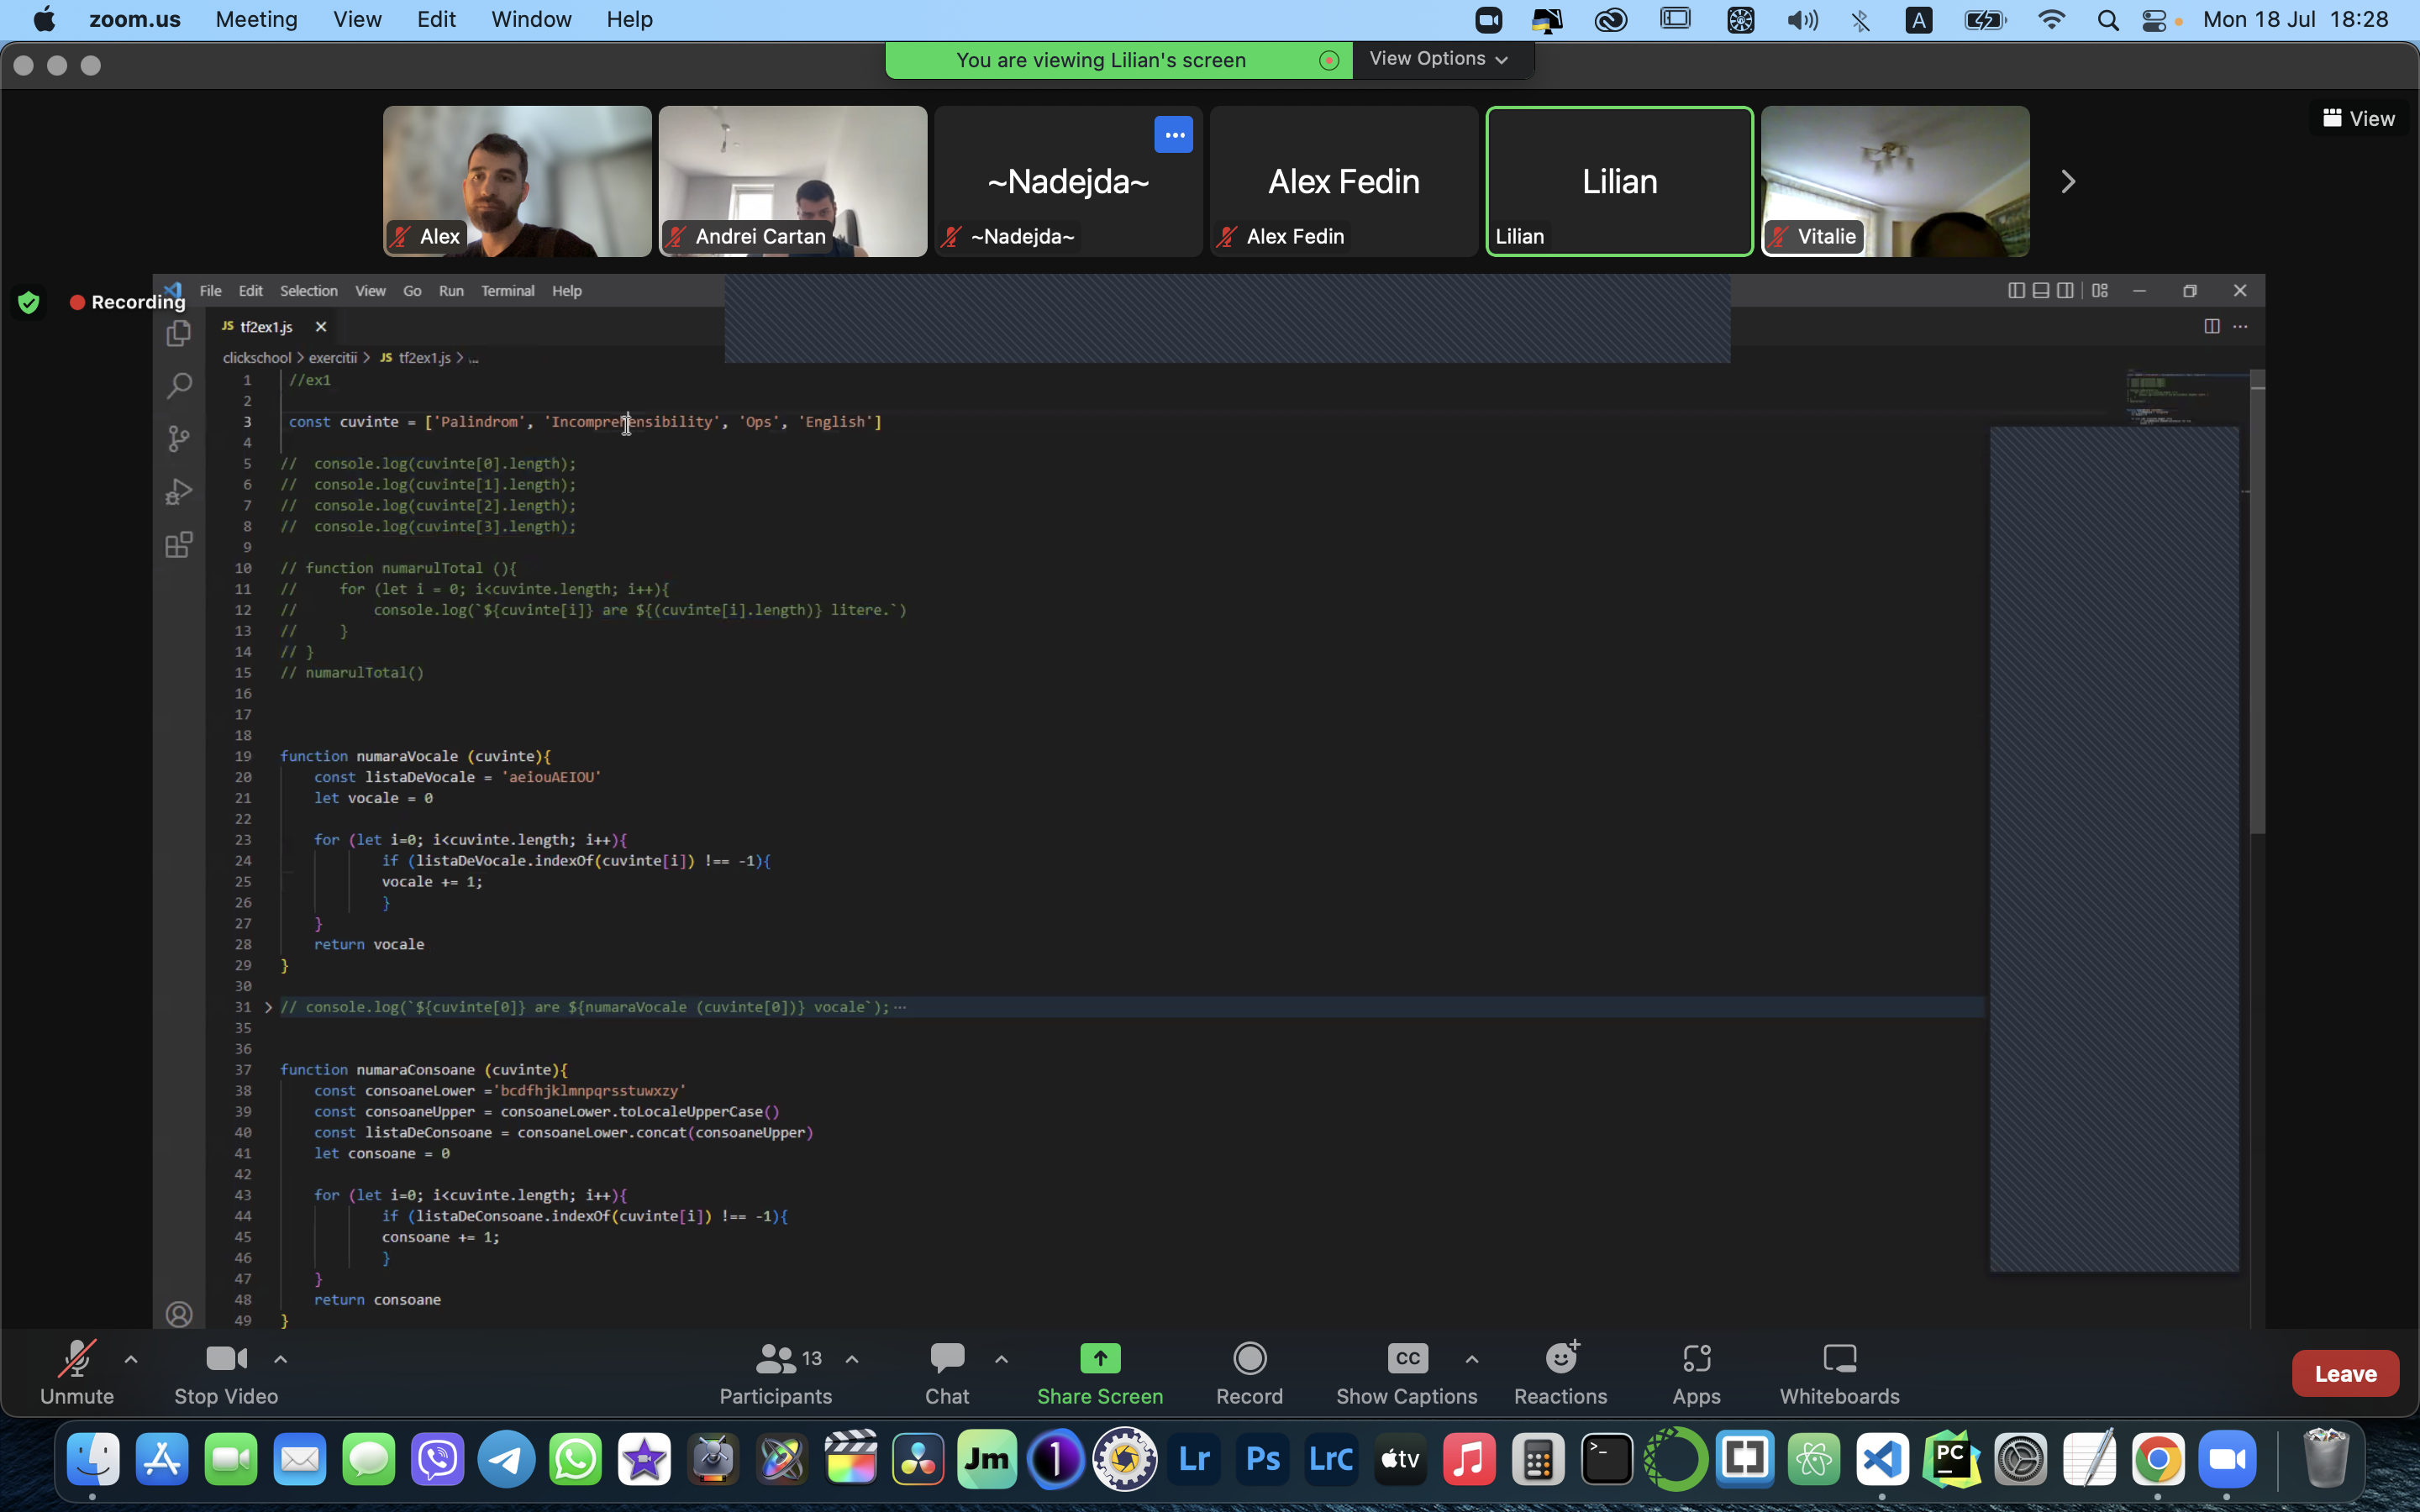 zoom.us Meeting View Edit Window Help
A
Mon 18 Jul 18:28
You are viewing Lilian's screen
View Options
View
Alex
Andrei Cartan
~Nadejda~
~Nadejda~
Alex Fedin
Alex Fedin
Lilian
Lilian
Vitalie
Recording
File Edit Selection View Go Run Terminal Help
JS tf2ex1.js
clickschool > exercitii > JS tf2ex1.js > ...
1 //ex1
2
3 const cuvinte = ['Palindrom', 'Incomprehensibility', 'Ops', 'English']
4
5 // console.log(cuvinte[0].length);
6 // console.log(cuvinte[1].length);
7 // console.log(cuvinte[2].length);
8 // console.log(cuvinte[3].length);
9
10 // function numarulTotal (){
11 // for (let i = 0; i<cuvinte.length; i++){
12 // console.log(`${cuvinte[i]} are ${(cuvinte[i].length)} litere.`)
13 // }
14 // }
15 // numarulTotal()
16
17
18
19 function numaraVocale (cuvinte){
20 const listaDeVocale = 'aeiouAEIOU'
21 let vocale = 0
22
23 for (let i=0; i<cuvinte.length; i++){
24 if (listaDeVocale.indexOf(cuvinte[i]) !== -1){
25 vocale += 1;
26 }
27 }
28 return vocale
29 }
30
31 > // console.log(`${cuvinte[0]} are ${numaraVocale (cuvinte[0])} vocale`); ...
35
36
37 function numaraConsoane (cuvinte){
38 const consoaneLower ='bcdfhjklmnpqrsstuwxzy'
39 const consoaneUpper = consoaneLower.toLocaleUpperCase()
40 const listaDeConsoane = consoaneLower.concat(consoaneUpper)
41 let consoane = 0
42
43 for (let i=0; i<cuvinte.length; i++){
44 if (listaDeConsoane.indexOf(cuvinte[i]) !== -1){
45 consoane += 1;
46 }
47 }
48 return consoane
49 }
Unmute
Stop Video
13
Participants
Chat
Share Screen
Record
CC
Show Captions
Reactions
Apps
Whiteboards
Leave
Jm
1
Lr
Ps
LrC
tv
>_
PC